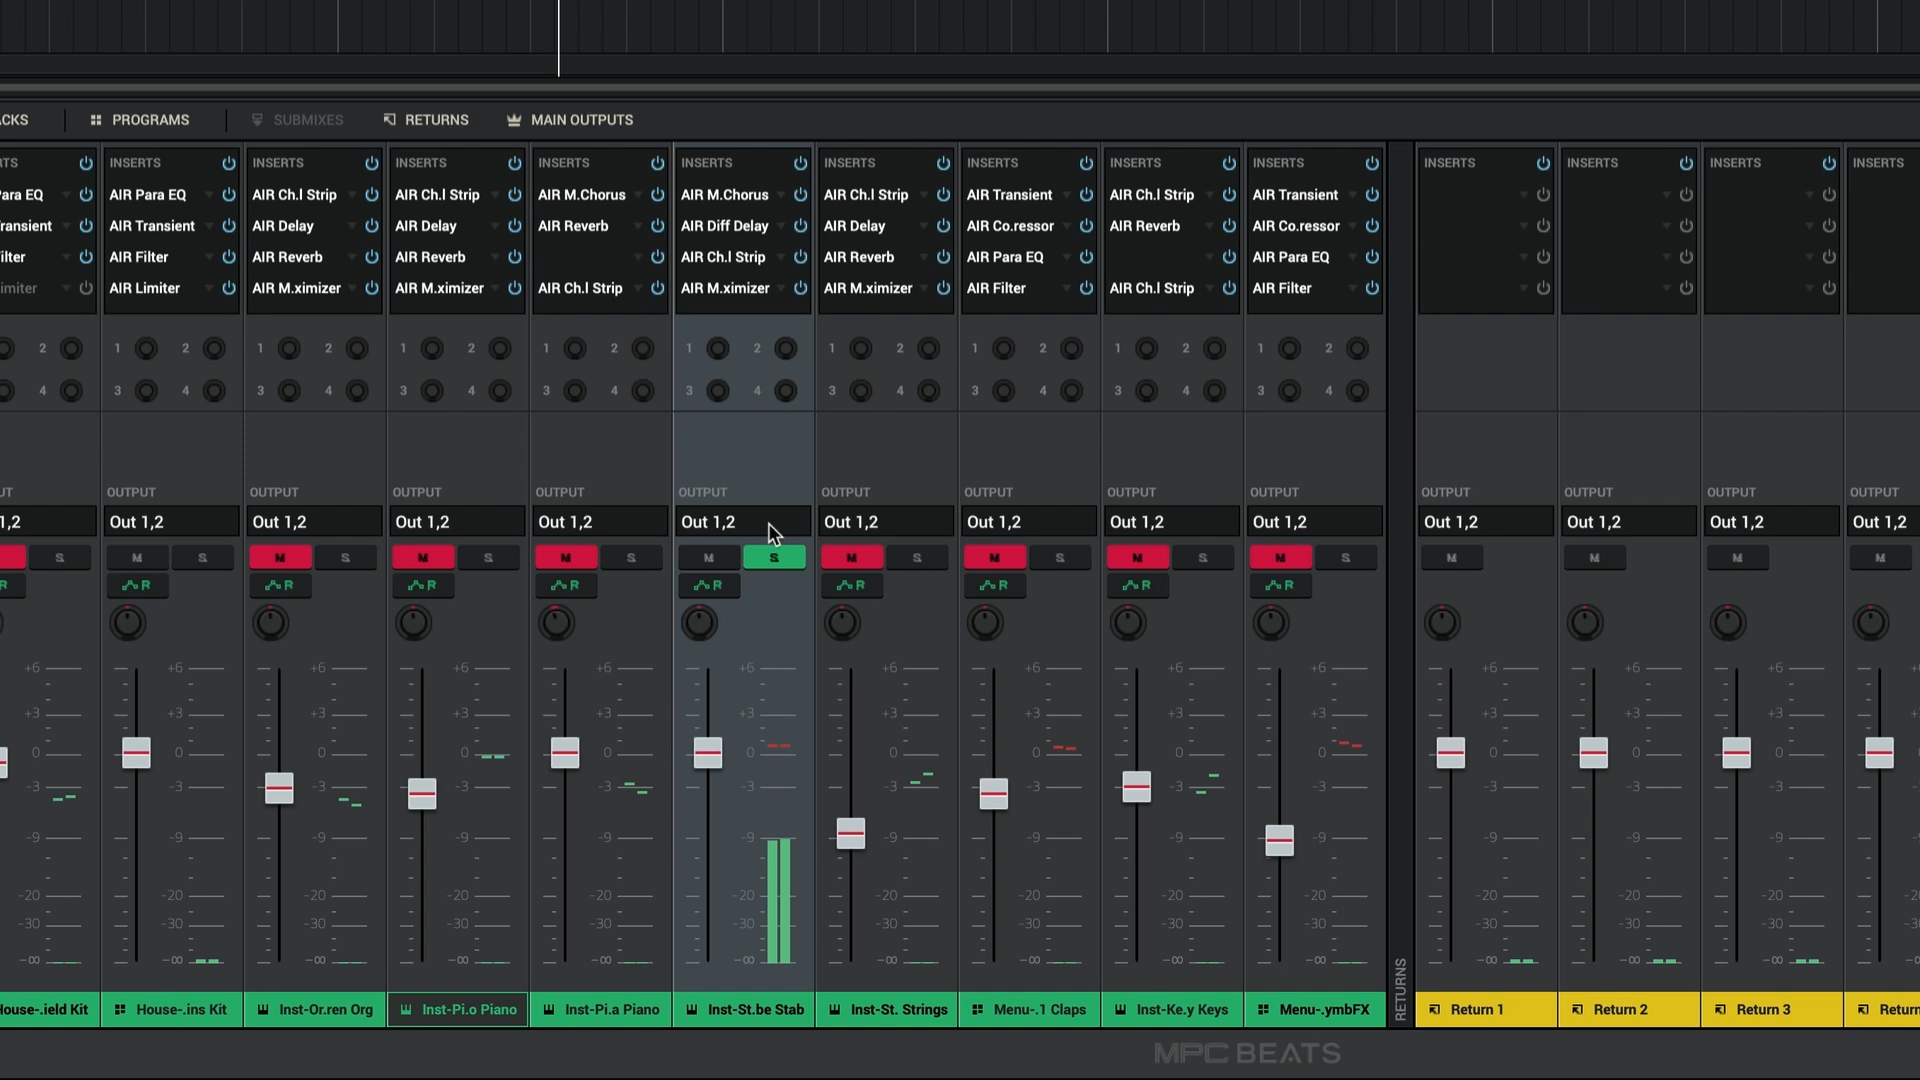 ACKS PROGRAMS SUBMIXES RETURNS MAIN OUTPUTS
TS INSERTS INSERTS INSERTS INSERTS INSERTS INSERTS INSERTS INSERTS INSERTS INSERTS INSERTS INSERTS INSERTS
ara EQ AIR Para EQ AIR Ch.l Strip AIR Ch.l Strip AIR M.Chorus AIR M.Chorus AIR Ch.l Strip AIR Transient AIR Ch.l Strip AIR Transient
ransient AIR Transient AIR Delay AIR Delay AIR Reverb AIR Diff Delay AIR Delay AIR Co.ressor AIR Reverb AIR Co.ressor
ilter AIR Filter AIR Reverb AIR Reverb AIR Ch.l Strip AIR Reverb AIR Para EQ AIR Para EQ
imiter AIR Limiter AIR M.ximizer AIR M.ximizer AIR Ch.l Strip AIR M.ximizer AIR M.ximizer AIR Filter AIR Ch.l Strip AIR Filter
2 1 2 1 2 1 2 1 2 1 2 1 2 1 2 1 2 1 2
4 3 4 3 4 3 4 3 4 3 4 3 4 3 4 3 4 3 4
UT OUTPUT OUTPUT OUTPUT OUTPUT OUTPUT OUTPUT OUTPUT OUTPUT OUTPUT OUTPUT OUTPUT OUTPUT OUTPUT
1,2 Out 1,2 Out 1,2 Out 1,2 Out 1,2 Out 1,2 Out 1,2 Out 1,2 Out 1,2 Out 1,2 Out 1,2 Out 1,2 Out 1,2 Out 1,2
S M S M S M S M S M S M S M S M S M S M M M M
R R R R R R R R R R
+6 +6 +6 +6 +6 +6 +6 +6 +6 +6 +6 +6 +6
+3 +3 +3 +3 +3 +3 +3 +3 +3 +3 +3 +3 +3
0 0 0 0 0 0 0 0 0 0 0 0 0 0
-3 -3 -3 -3 -3 -3 -3 -3 -3 -3 -3 -3 -3
-9 -9 -9 -9 -9 -9 -9 -9 -9 -9 -9 -9 -9
-20 -20 -20 -20 -20 -20 -20 -20 -20 -20 -20 -20 -20 -2
-30 -30 -30 -30 -30 -30 -30 -30 -30 -30 -30 -30 -30 -3
-∞ -∞ -∞ -∞ -∞ -∞ -∞ -∞ -∞ -∞ -∞ -∞ -∞
House-.ield Kit House-.ins Kit Inst-Or.ren Org Inst-Pi.o Piano Inst-Pi.a Piano Inst-St.be Stab Inst-St. Strings Menu-.1 Claps Inst-Ke.y Keys Menu-.ymbFX RETURNS Return 1 Return 2 Return 3 Return
MPC BEATS